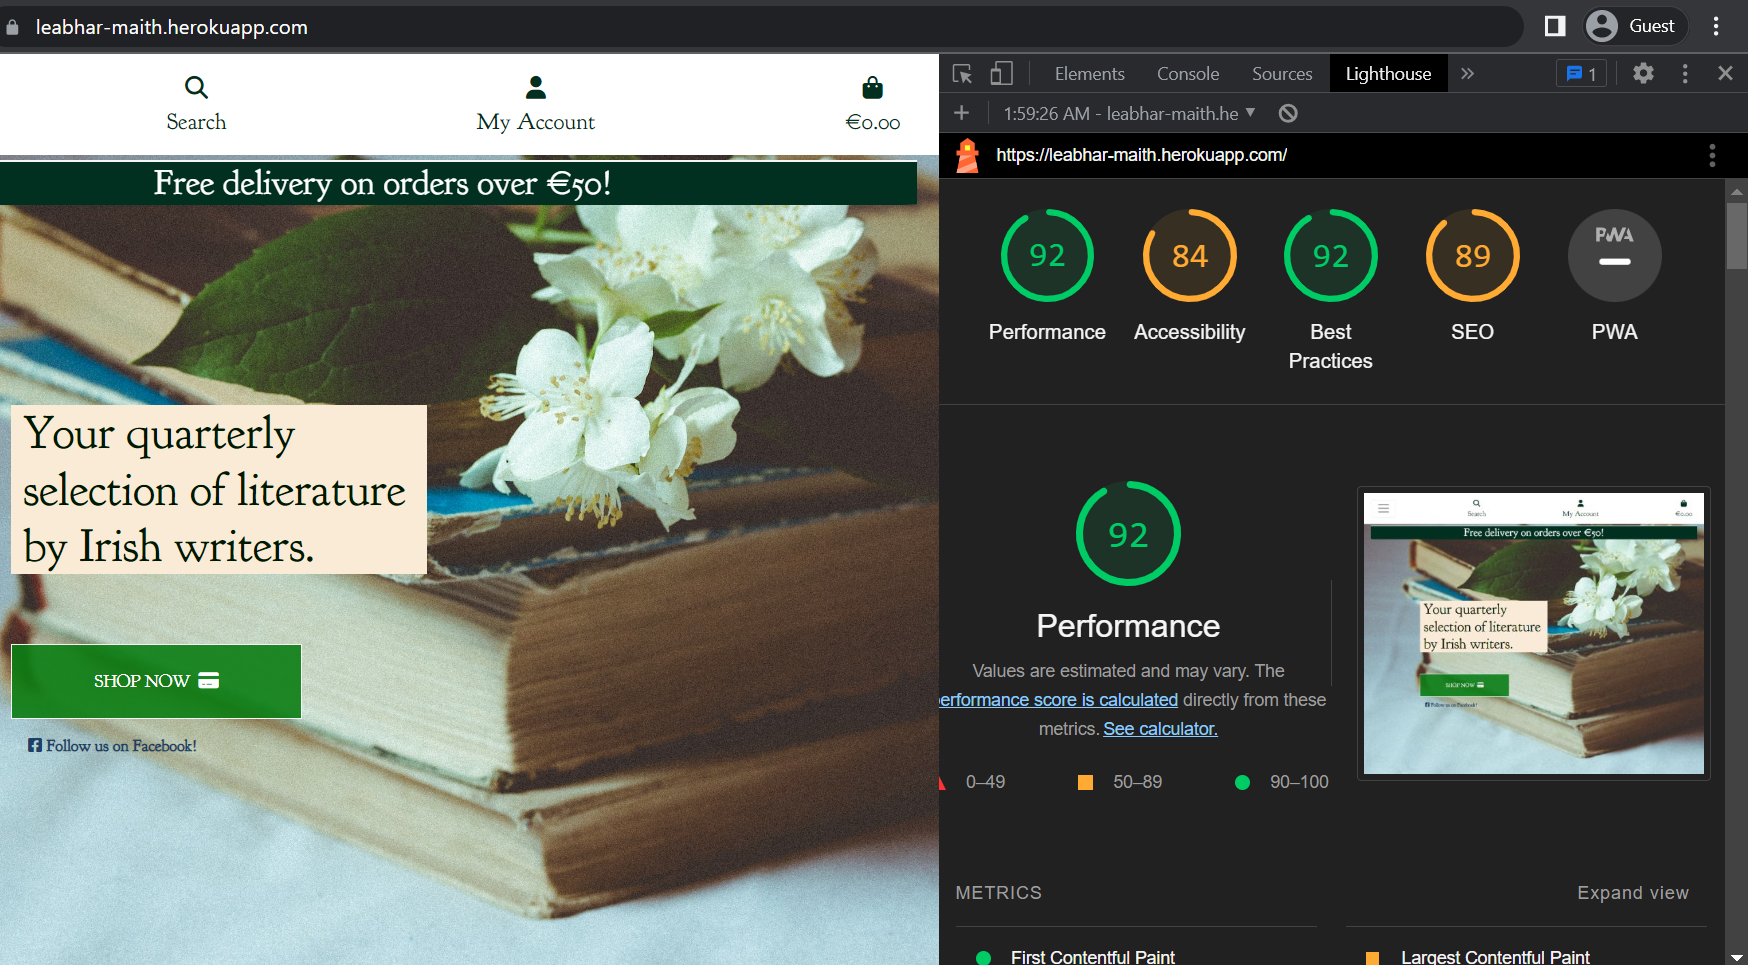 leabhar-maith.herokuapp.com
Guest
Search
My Account
€0.00
Free delivery on orders over €50!
Your quarterly
selection of literature
by Irish writers.
SHOP NOW
Follow us on Facebook!
Elements Console Sources Lighthouse » 1
1:59:26 AM - leabhar-maith.he
https://leabhar-maith.herokuapp.com/
92 84 92 89 PWA
Performance Accessibility Best Practices SEO PWA
92
Performance
Values are estimated and may vary. The
erformance score is calculated directly from these
metrics. See calculator.
0–49 50–89 90–100
Search My Account €0.00
Free delivery on orders over €50!
Your quarterly
selection of literature
by Irish writers.
SHOP NOW
Follow us on Facebook!
METRICS Expand view
First Contentful Paint Largest Contentful Paint